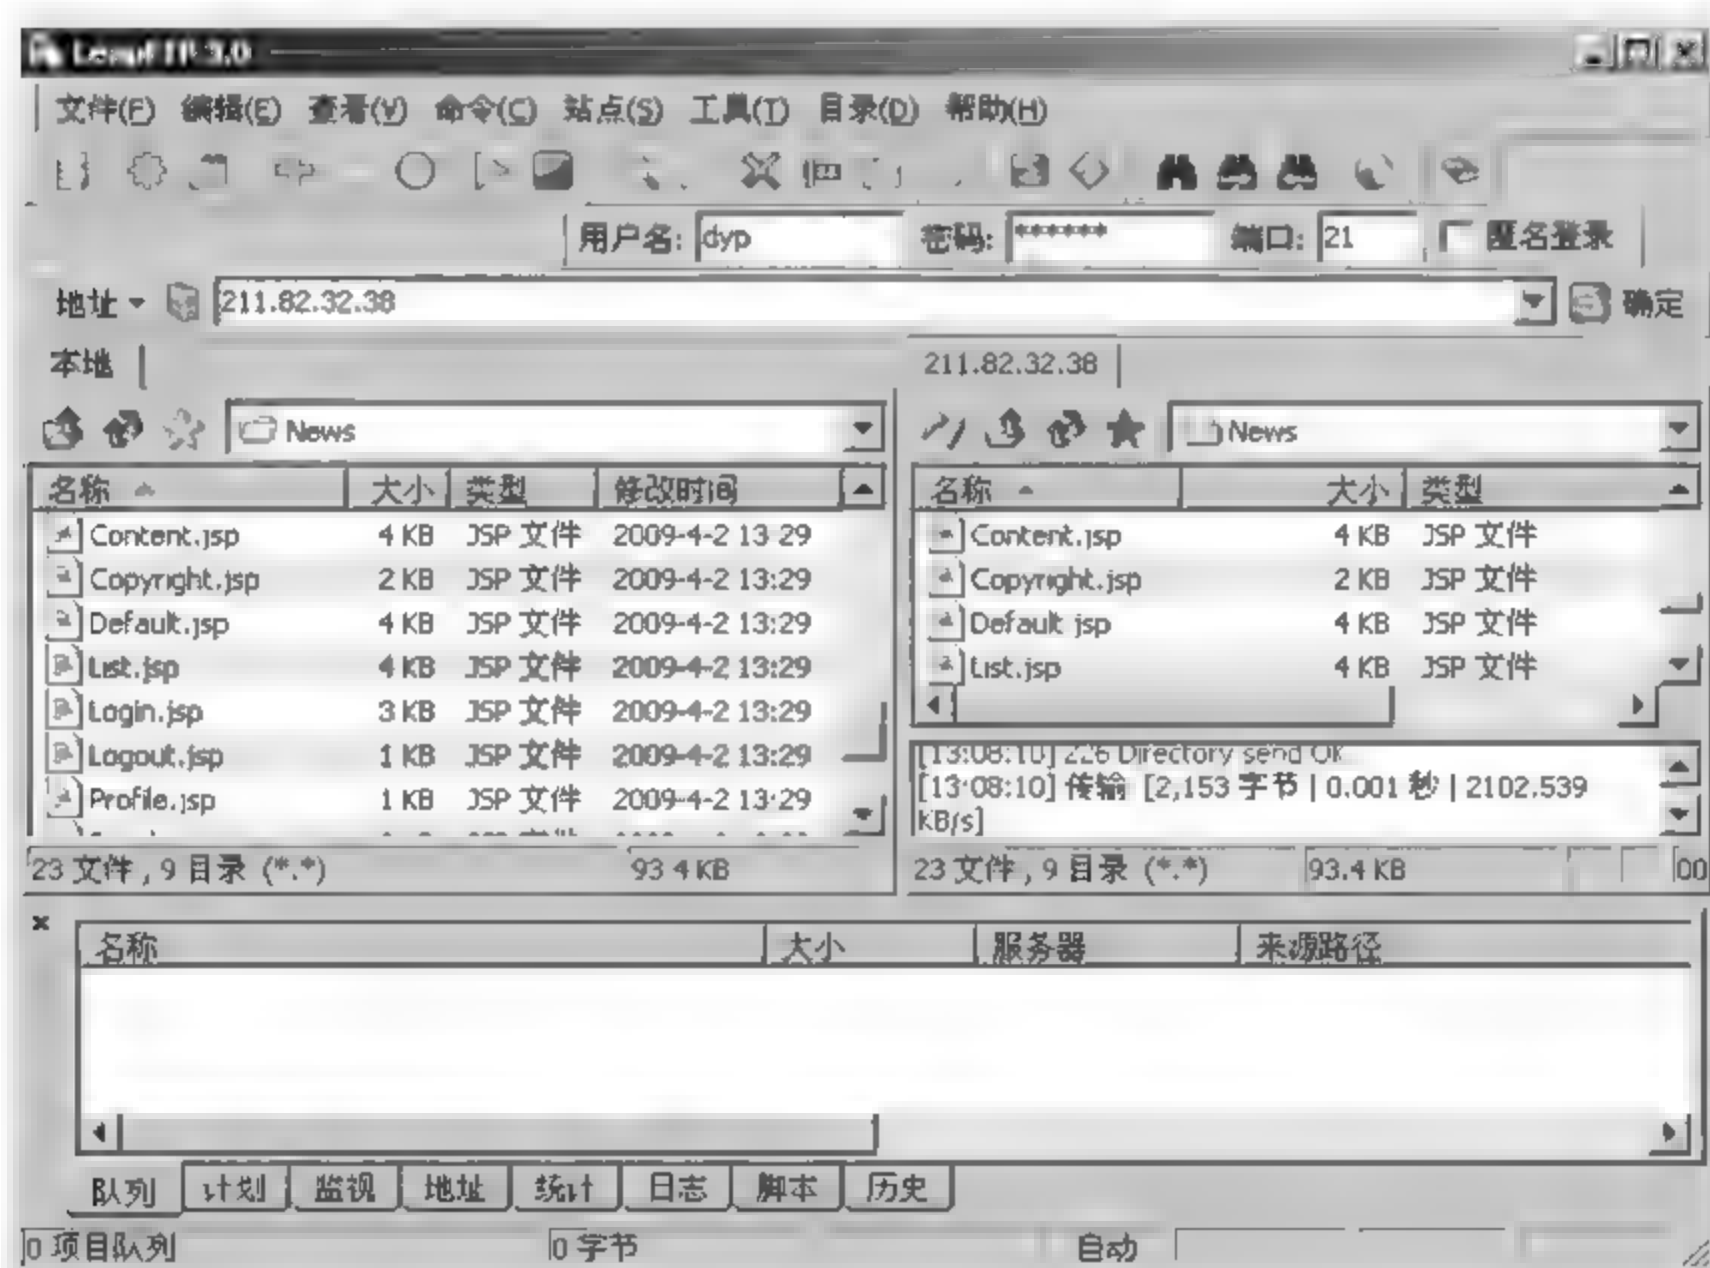 LeapFTP 3.0
文件(F) 编辑(E) 查看(V) 命令(C) 站点(S) 工具(T) 目录(D) 帮助(H)
用户名: dyp 密码: ****** 端口: 21 匿名登录
地址 211.82.32.38 确定
本地 211.82.32.38
News News
名称 大小 类型 修改时间 名称 大小 类型
Content.jsp 4 KB JSP 文件 2009-4-2 13:29 Content.jsp 4 KB JSP 文件
Copyright.jsp 2 KB JSP 文件 2009-4-2 13:29 Copyright.jsp 2 KB JSP 文件
Default.jsp 4 KB JSP 文件 2009-4-2 13:29 Default.jsp 4 KB JSP 文件
List.jsp 4 KB JSP 文件 2009-4-2 13:29 List.jsp 4 KB JSP 文件
Login.jsp 3 KB JSP 文件 2009-4-2 13:29
Logout.jsp 1 KB JSP 文件 2009-4-2 13:29
Profile.jsp 1 KB JSP 文件 2009-4-2 13:29
[13:08:10] 226 Directory send OK
[13:08:10] 传输 [2,153 字节 | 0.001 秒 | 2102.539
KB/s]
23 文件, 9 目录 (*.*) 93.4 KB 23 文件, 9 目录 (*.*) 93.4 KB 00
名称 大小 服务器 来源路径
队列 计划 监视 地址 统计 日志 脚本 历史
0 项目队列 0 字节 自动